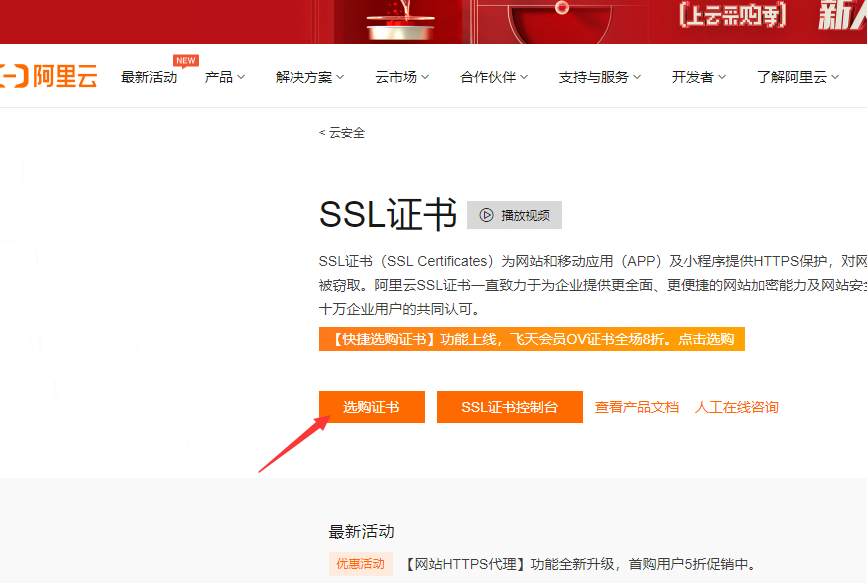 [上云采购季]
阿里云
最新活动
NEW
产品
解决方案
云市场
合作伙伴
支持与服务
开发者
了解阿里云
< 云安全
SSL证书
播放视频
SSL证书（SSL Certificates）为网站和移动应用（APP）及小程序提供HTTPS保护，对网
被窃取。阿里云SSL证书一直致力于为企业提供更全面、更便捷的网站加密能力及网站安全
十万企业用户的共同认可。
【快捷选购证书】功能上线，飞天会员OV证书全场8折。点击选购
选购证书
SSL证书控制台
查看产品文档
人工在线咨询
最新活动
优惠活动
【网站HTTPS代理】功能全新升级，首购用户5折促销中。